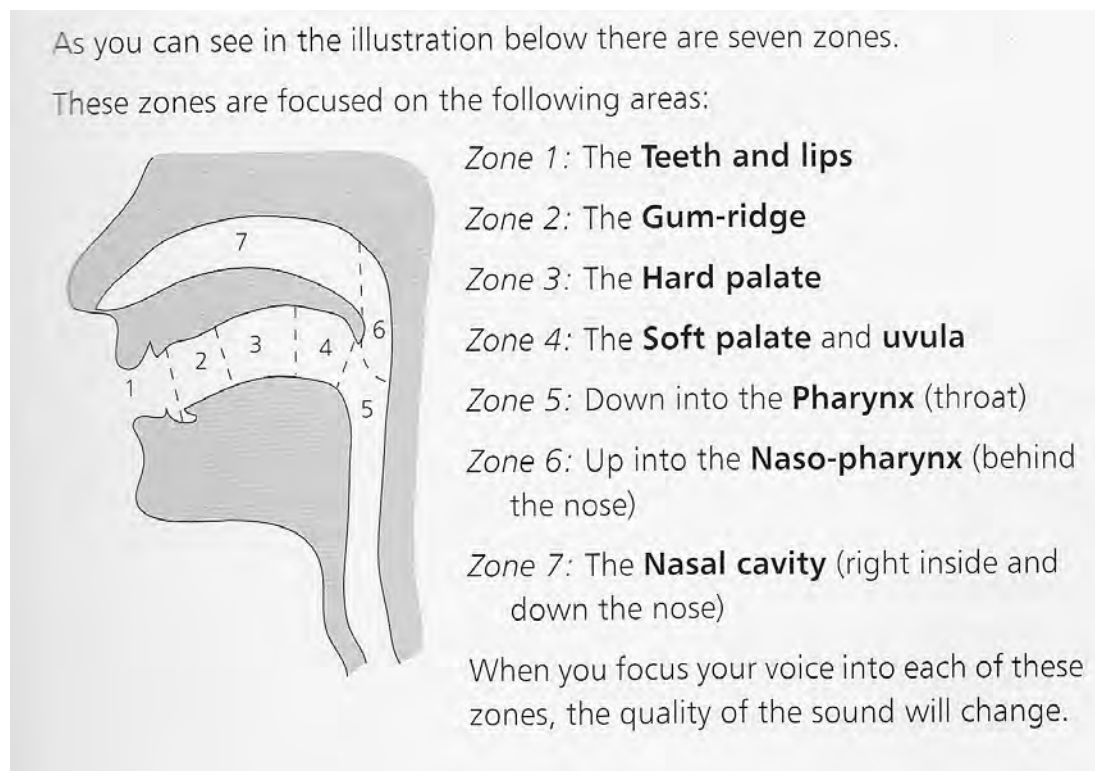 As you can see in the illustration below there are seven zones.
These zones are focused on the following areas:
Zone 1: The Teeth and lips
Zone 2: The Gum-ridge
Zone 3: The Hard palate
Zone 4: The Soft palate and uvula
Zone 5: Down into the Pharynx (throat)
Zone 6: Up into the Naso-pharynx (behind
the nose)
Zone 7: The Nasal cavity (right inside and
down the nose)
When you focus your voice into each of these
zones, the quality of the sound will change.
7
6
3
4
2
1
5